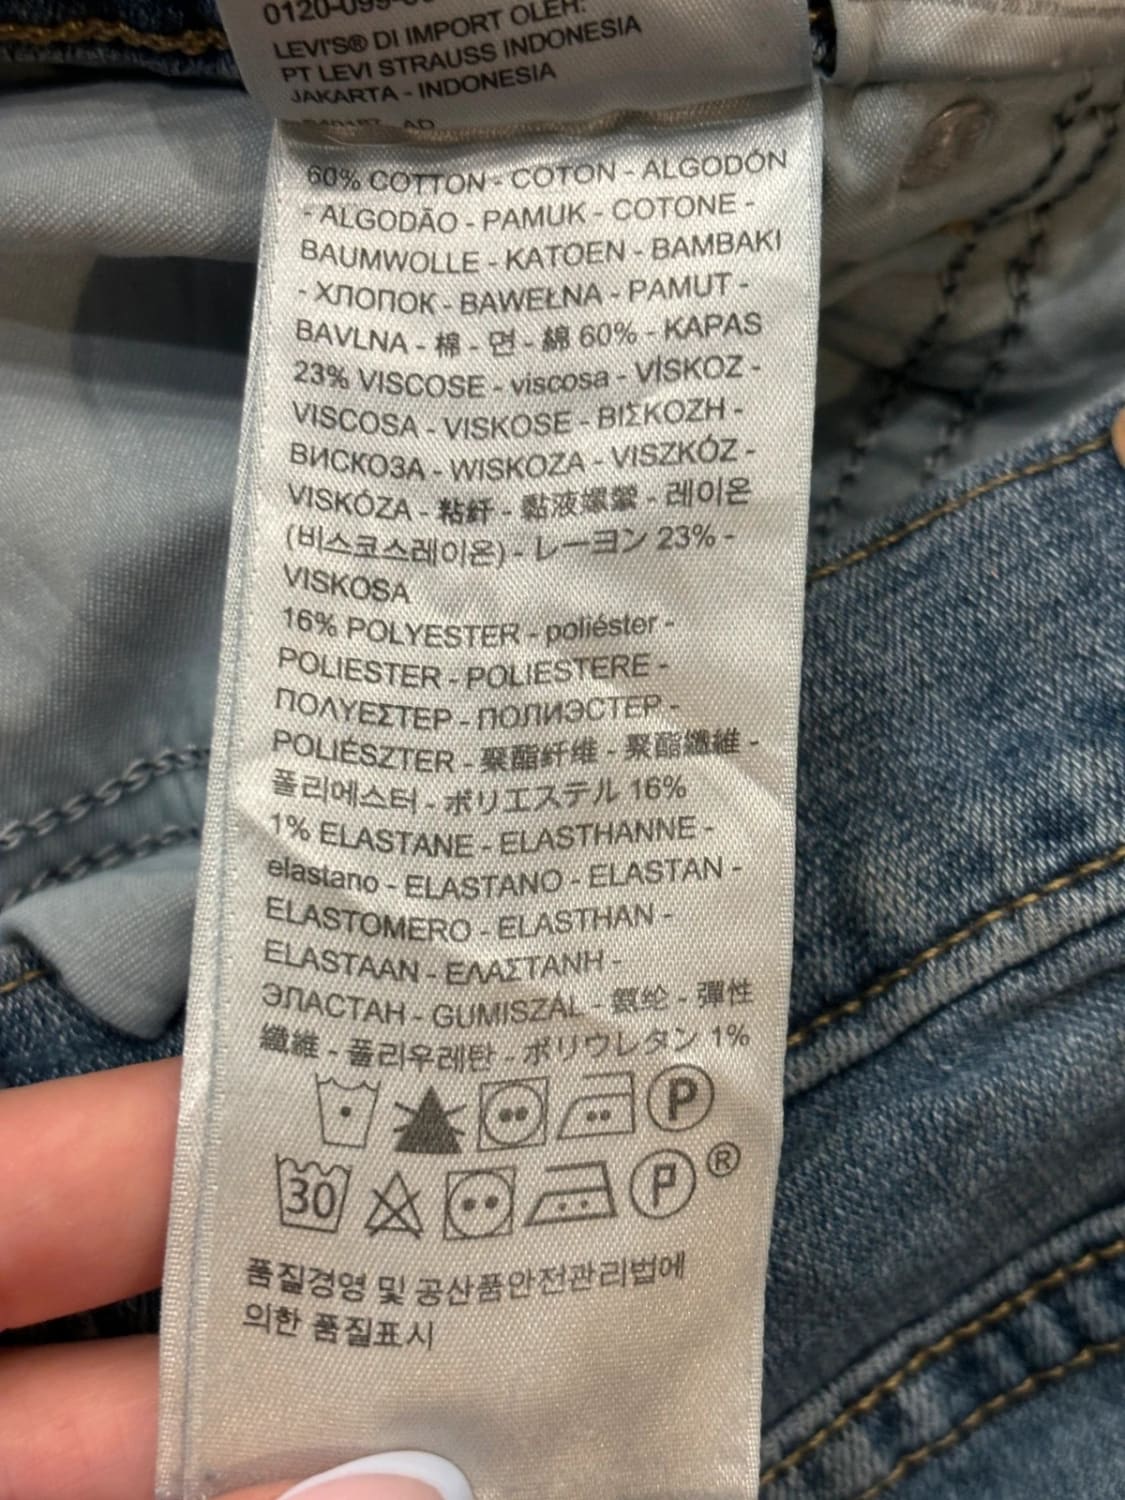 LEVI'S® DI IMPORT OLEH:
PT LEVI STRAUSS INDONESIA
JAKARTA - INDONESIA
60% COTTON - COTON - ALGODÓN
- ALGODÃO - PAMUK - COTONE -
BAUMWOLLE - KATOEN - BAMBAKI
- ХЛОПОК - BAWEŁNA - PAMUT -
BAVLNA - 棉 - 면 - 綿 60% - KAPAS
23% VISCOSE - viscosa - VİSKOZ -
VISCOSA - VISKOSE - ΒΙΣΚΟΖΗ -
ВИСКОЗА - WISKOZA - VISZKÓZ -
VISKÓZA - 粘纤 - 黏液嫘縈 - 레이온
(비스코스레이온) - レーヨン 23% -
VISKOSA
16% POLYESTER - poliéster -
POLIESTER - POLIESTERE -
ΠΟΛΥΕΣΤΕΡ - ПОЛИЭСТЕР -
POLIÉSZTER - 聚酯纤维 - 聚酯纖維 -
폴리에스터 - ポリエステル 16%
1% ELASTANE - ELASTHANNE -
elastano - ELASTANO - ELASTAN -
ELASTOMERO - ELASTHAN -
ELASTAAN - ΕΛΑΣΤΑΝΗ -
ЭЛАСТАН - GUMISZÁL - 氨纶 - 彈性
纖維 - 폴리우레탄 - ポリウレタン 1%
P
30 P ®
품질경영 및 공산품안전관리법에
의한 품질표시